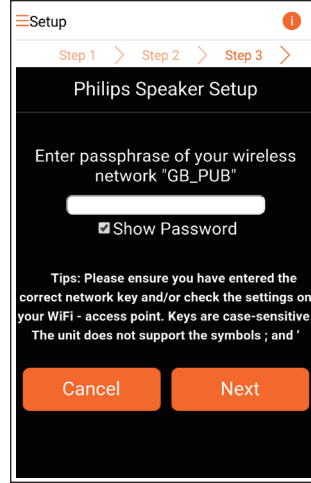 Setup
i
Step 1 Step 2 Step 3
Philips Speaker Setup
Enter passphrase of your wireless
network "GB_PUB"
Show Password
Tips: Please ensure you have entered the
correct network key and/or check the settings on
your WiFi - access point. Keys are case-sensitive.
The unit does not support the symbols ; and ‘
Cancel Next